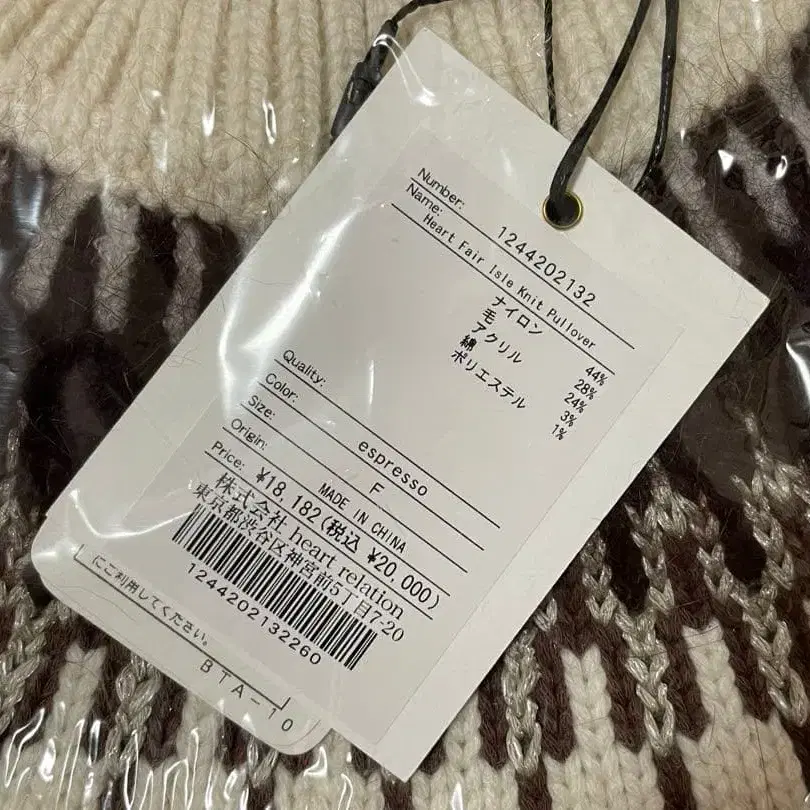 Number:
1244202132
Name:
Heart Fair Isle Knit Pullover
ナイロン 44%
毛 28%
アクリル 24%
綿 3%
ポリエステル 1%
Quality:
Color:
espresso
Size:
F
Origin:
MADE IN CHINA
Price:
¥18,182(税込 ¥20,000)
株式会社 heart relation
東京都渋谷区神宮前5丁目7-20
1244202132260
にご利用してください。
BTA-10